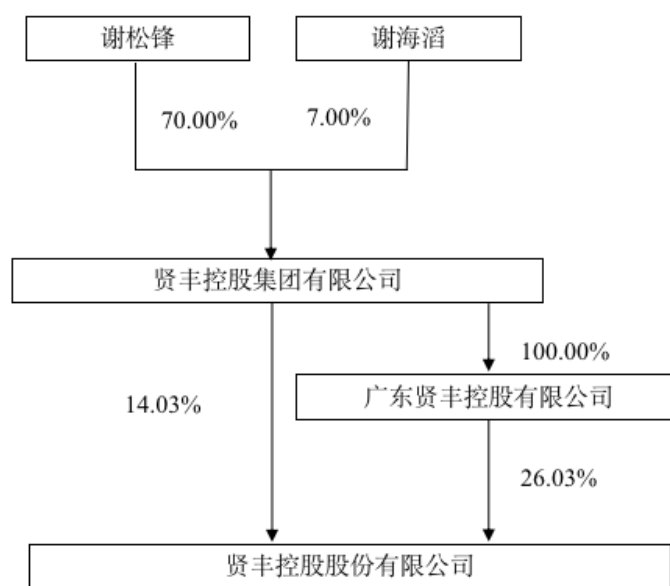 谢松锋
谢海滔
70.00%
7.00%
贤丰控股集团有限公司
100.00%
14.03%
广东贤丰控股有限公司
26.03%
贤丰控股股份有限公司